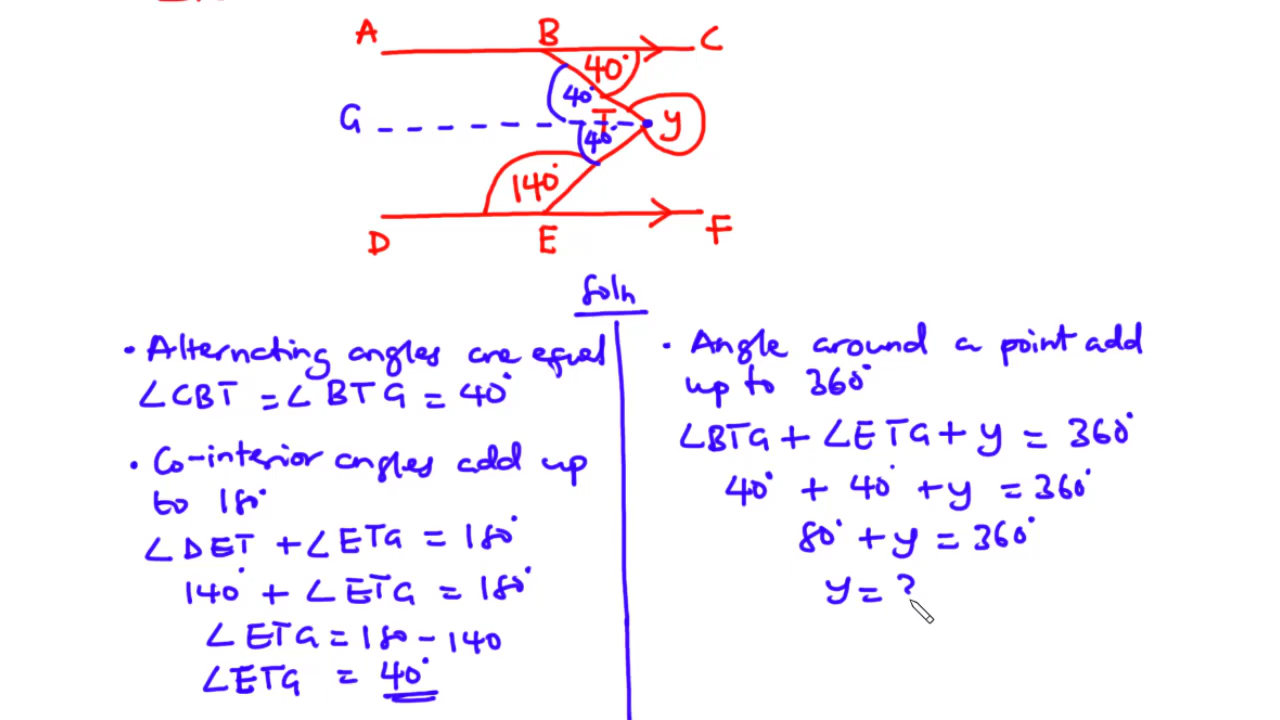 A B C
40°
40°
G T y
40°
140°
D E F
Soln
• Alternating angles are equal
∠CBT = ∠BTG = 40°
• Co-interior angles add up
to 180°
∠DET + ∠ETG = 180°
140° + ∠ETG = 180°
∠ETG = 180 - 140
∠ETG = 40°
• Angle around a point add
up to 360°
∠BTG + ∠ETG + y = 360°
40° + 40° + y = 360°
80° + y = 360°
y = ?